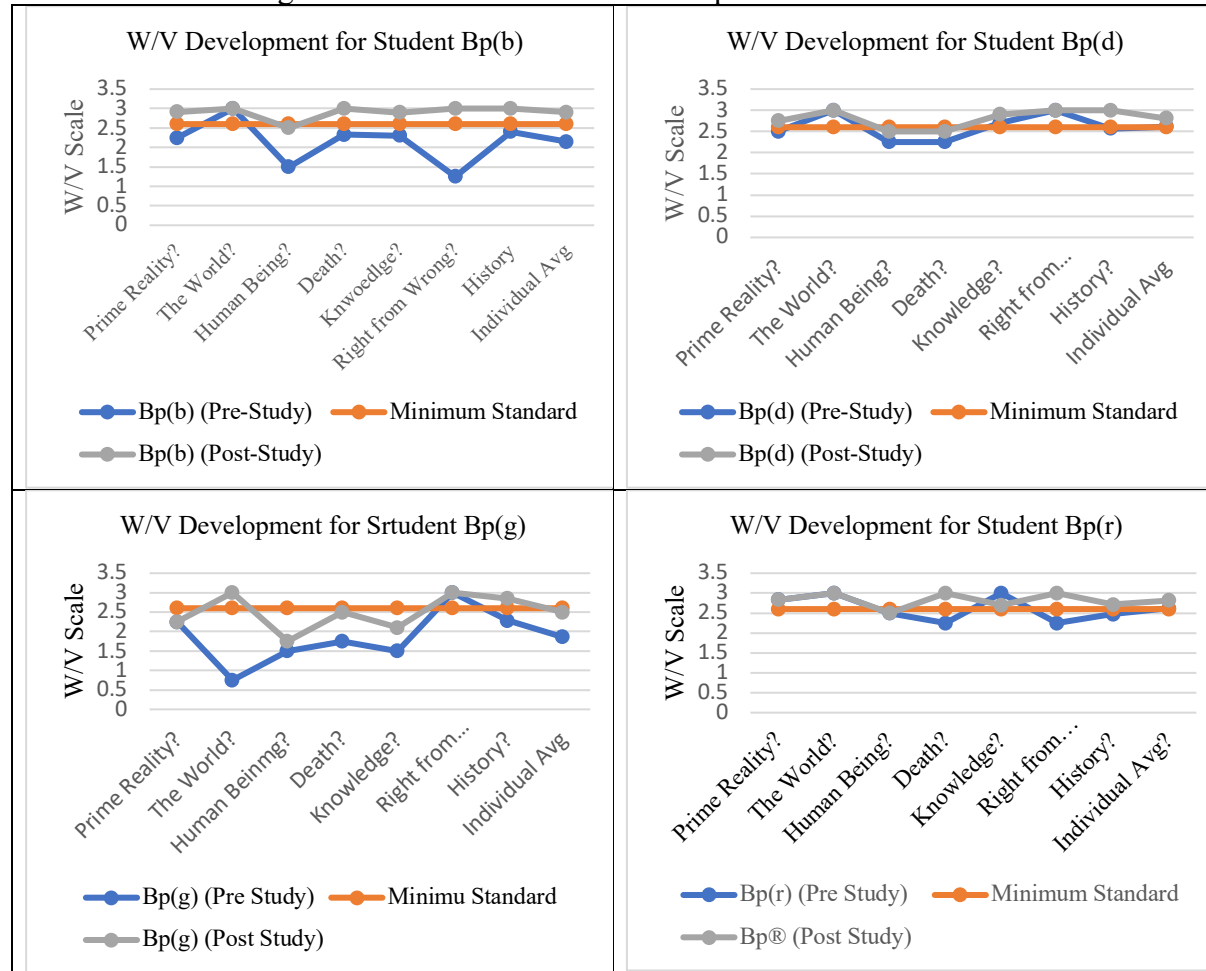 W/V Development for Student Bp(b)
W/V Scale
3.5
3
2.5
2
1.5
1
0.5
0
Prime Reality?
The World?
Human Being?
Death?
Knwoedlge?
Right from Wrong?
History
Individual Avg
Bp(b) (Pre-Study)
Minimum Standard
Bp(b) (Post-Study)
W/V Development for Student Bp(d)
W/V Scale
3.5
3
2.5
2
1.5
1
0.5
0
Prime Reality?
The World?
Human Being?
Death?
Knowledge?
Right from...
History?
Individual Avg
Bp(d) (Pre-Study)
Minimum Standard
Bp(d) (Post-Study)
W/V Development for Srtudent Bp(g)
W/V Scale
3.5
3
2.5
2
1.5
1
0.5
0
Prime Reality?
The World?
Human Beinmg?
Death?
Knowledge?
Right from...
History?
Individual Avg
Bp(g) (Pre Study)
Minimu Standard
Bp(g) (Post Study)
W/V Development for Student Bp(r)
W/V Scale
3.5
3
2.5
2
1.5
1
0.5
0
Prime Reality?
The World?
Human Being?
Death?
Knowledge?
Right from...
History?
Individual Avg?
Bp(r) (Pre Study)
Minimum Standard
Bp® (Post Study)